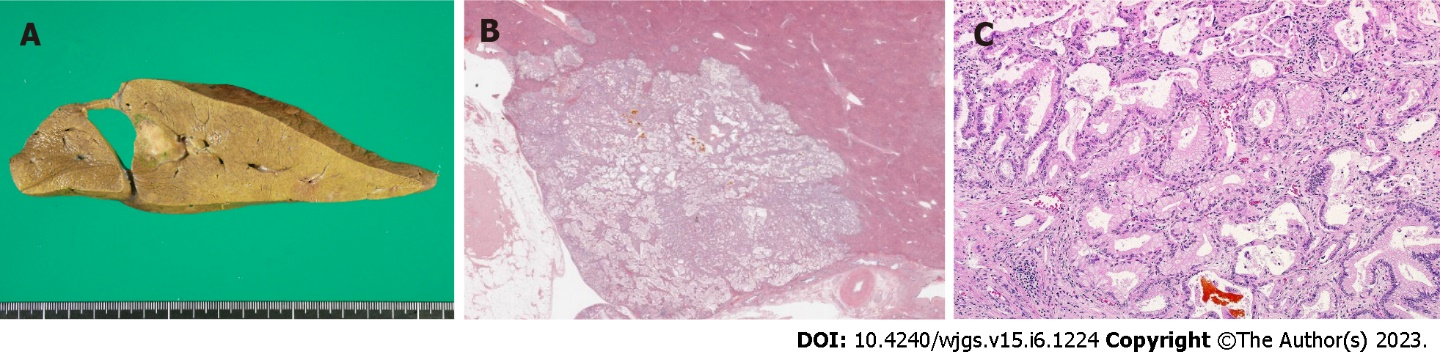 A
B
C
DOI: 10.4240/wjgs.v15.i6.1224 Copyright ©The Author(s) 2023.